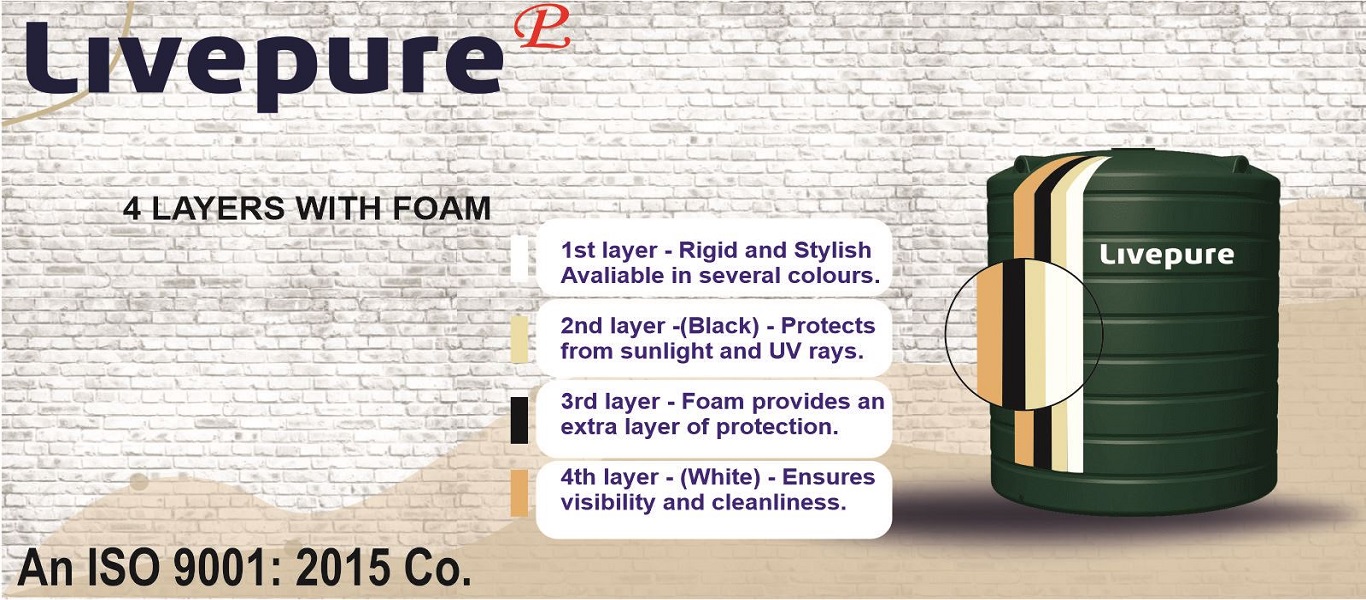 Livepure PL
4 LAYERS WITH FOAM
1st layer - Rigid and Stylish
Avaliable in several colours.
2nd layer -(Black) - Protects
from sunlight and UV rays.
3rd layer - Foam provides an
extra layer of protection.
4th layer - (White) - Ensures
visibility and cleanliness.
Livepure
An ISO 9001: 2015 Co.